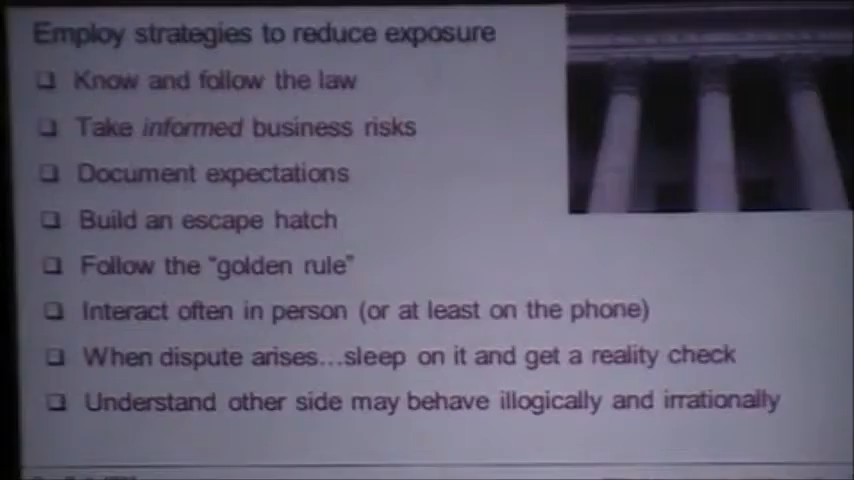 Employ strategies to reduce exposure
❑ Know and follow the law
❑ Take informed business risks
❑ Document expectations
❑ Build an escape hatch
❑ Follow the “golden rule”
❑ Interact often in person (or at least on the phone)
❑ When dispute arises...sleep on it and get a reality check
❑ Understand other side may behave illogically and irrationally